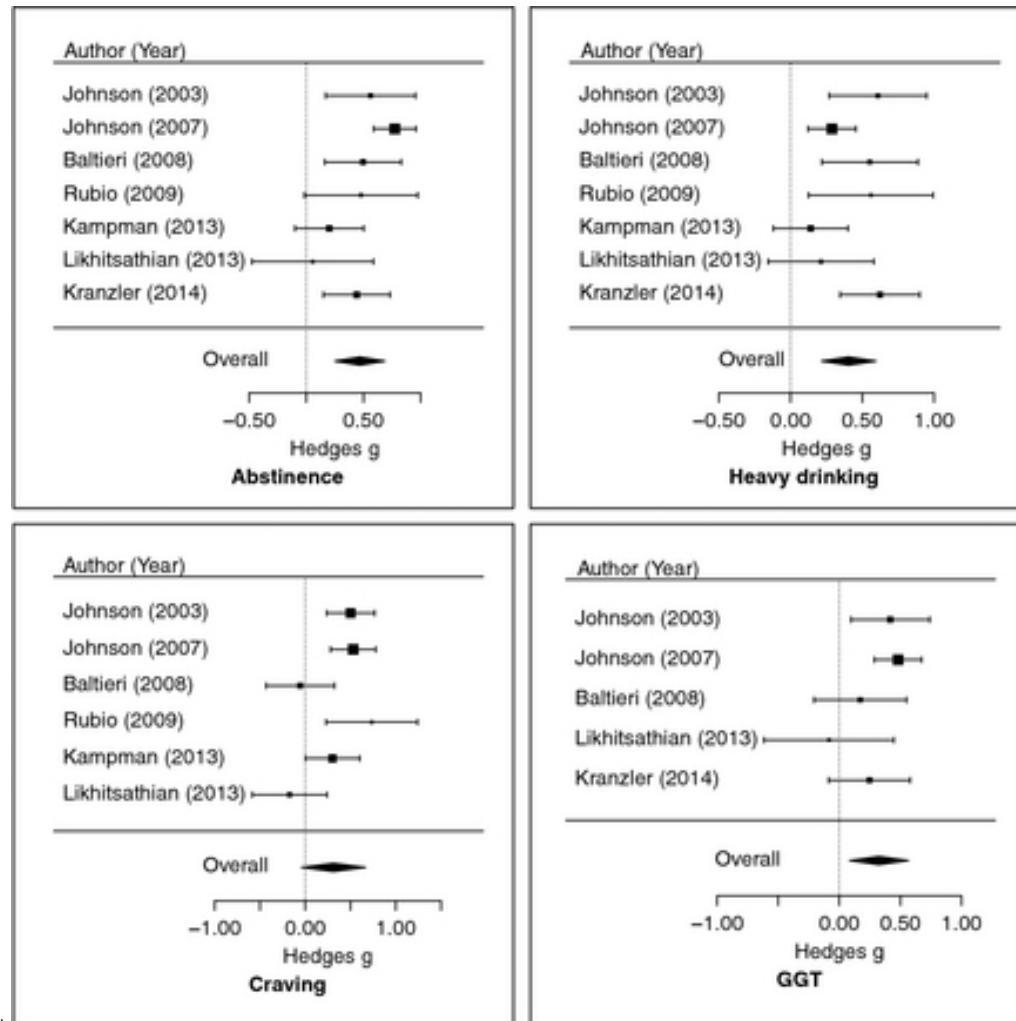 Author (Year)
Johnson (2003)
Johnson (2007)
Baltieri (2008)
Rubio (2009)
Kampman (2013)
Likhitsathian (2013)
Kranzler (2014)
Overall
−0.50 0.50
Hedges g
Abstinence
Author (Year)
Johnson (2003)
Johnson (2007)
Baltieri (2008)
Rubio (2009)
Kampman (2013)
Likhitsathian (2013)
Kranzler (2014)
Overall
−0.50 0.00 0.50 1.00
Hedges g
Heavy drinking
Author (Year)
Johnson (2003)
Johnson (2007)
Baltieri (2008)
Rubio (2009)
Kampman (2013)
Likhitsathian (2013)
Overall
−1.00 0.00 1.00
Hedges g
Craving
Author (Year)
Johnson (2003)
Johnson (2007)
Baltieri (2008)
Likhitsathian (2013)
Kranzler (2014)
Overall
−1.00 0.00 0.50 1.00
Hedges g
GGT